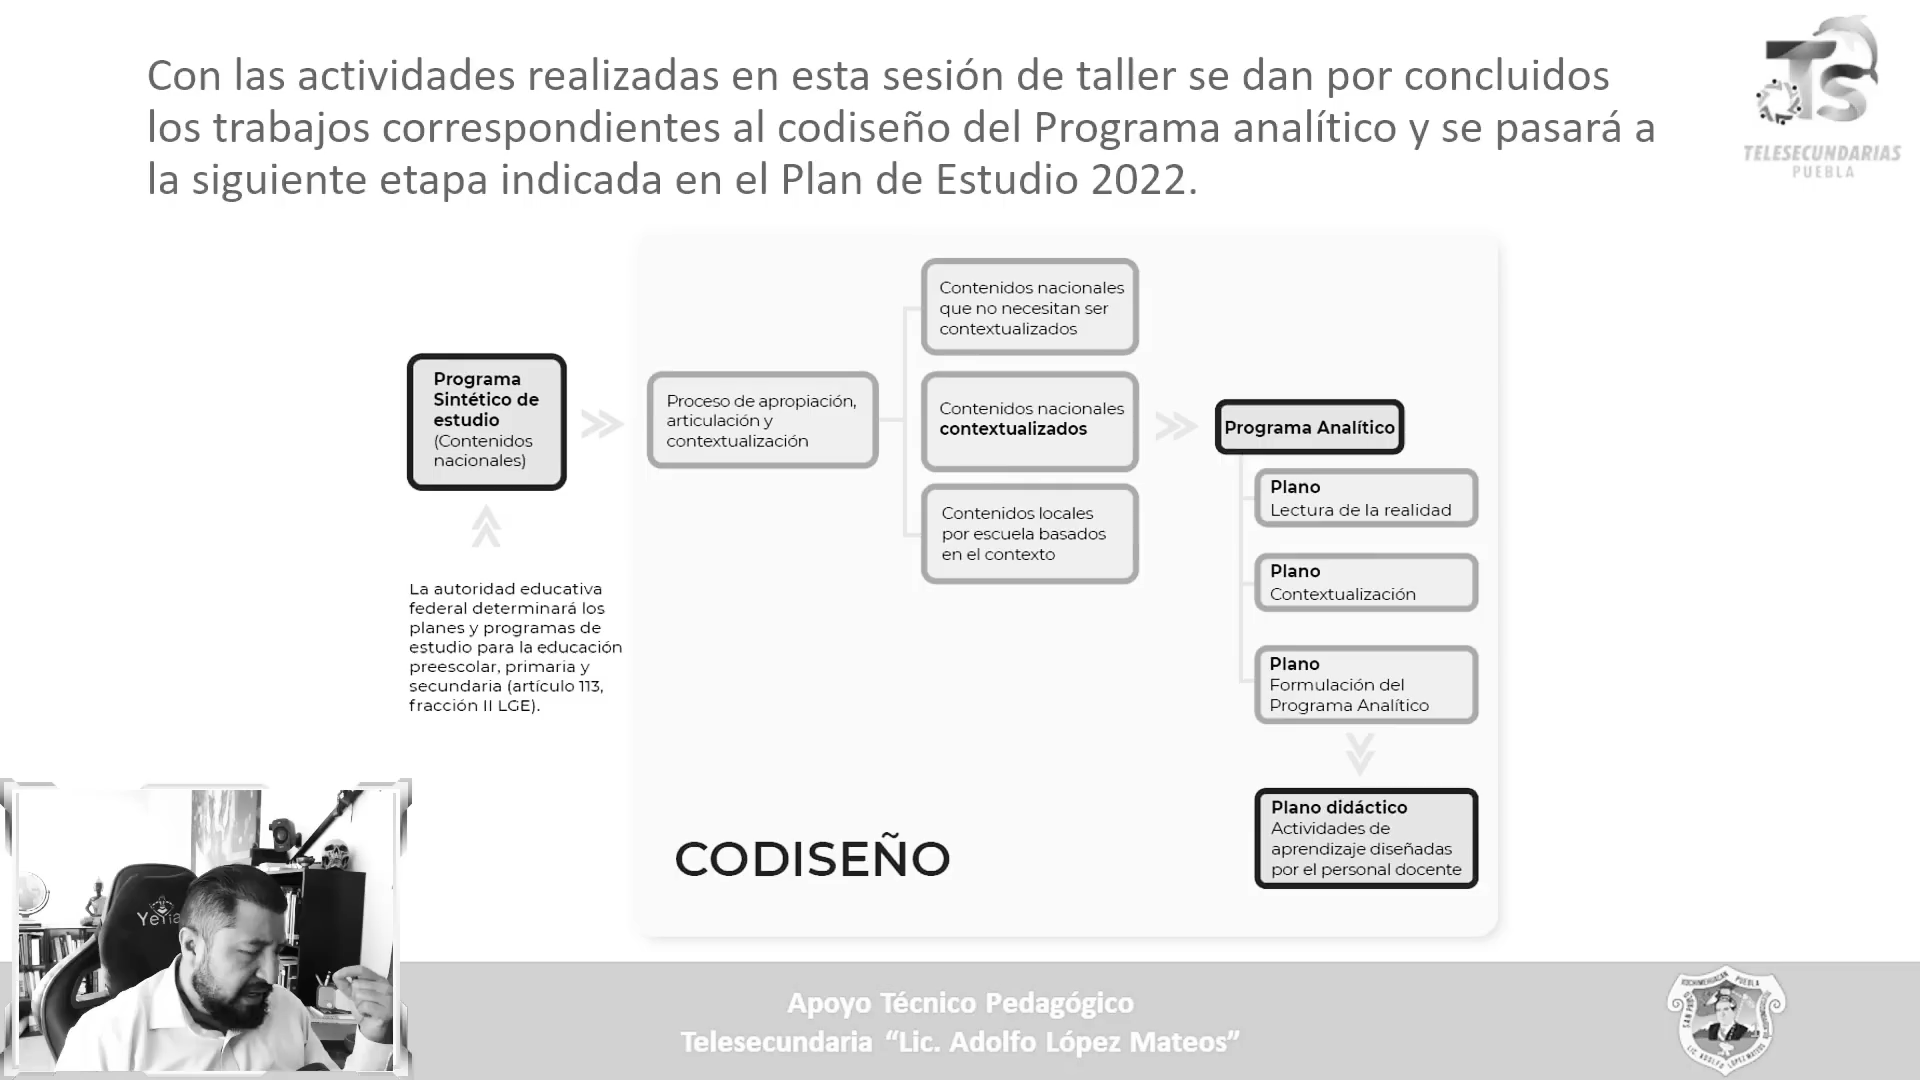 Con las actividades realizadas en esta sesión de taller se dan por concluidos
los trabajos correspondientes al codiseño del Programa analítico y se pasará a
la siguiente etapa indicada en el Plan de Estudio 2022.
TS
TELESECUNDARIAS
PUEBLA
Programa
Sintético de
estudio
(Contenidos
nacionales)
La autoridad educativa
federal determinará los
planes y programas de
estudio para la educación
preescolar, primaria y
secundaria (artículo 113,
fracción II LGE).
Proceso de apropiación,
articulación y
contextualización
Contenidos nacionales
que no necesitan ser
contextualizados
Contenidos nacionales
contextualizados
Contenidos locales
por escuela basados
en el contexto
Programa Analítico
Plano
Lectura de la realidad
Plano
Contextualización
Plano
Formulación del
Programa Analítico
Plano didáctico
Actividades de
aprendizaje diseñadas
por el personal docente
CODISEÑO
Apoyo Técnico Pedagógico
Telesecundaria “Lic. Adolfo López Mateos”